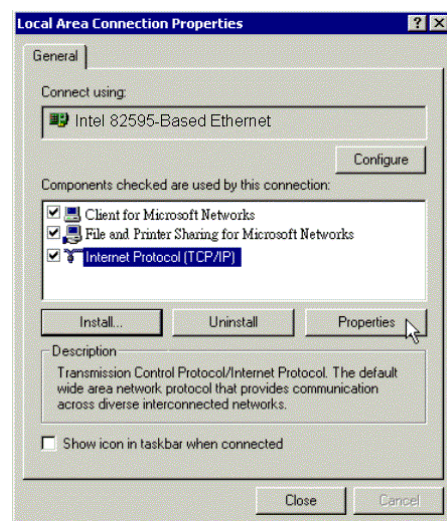 Local Area Connection Properties
General
Connect using:
Intel 82595-Based Ethernet
Configure
Components checked are used by this connection:
Client for Microsoft Networks
File and Printer Sharing for Microsoft Networks
Internet Protocol (TCP/IP)
Install...
Uninstall
Properties
Description
Transmission Control Protocol/Internet Protocol. The default
wide area network protocol that provides communication
across diverse interconnected networks.
Show icon in taskbar when connected
Close
Cancel